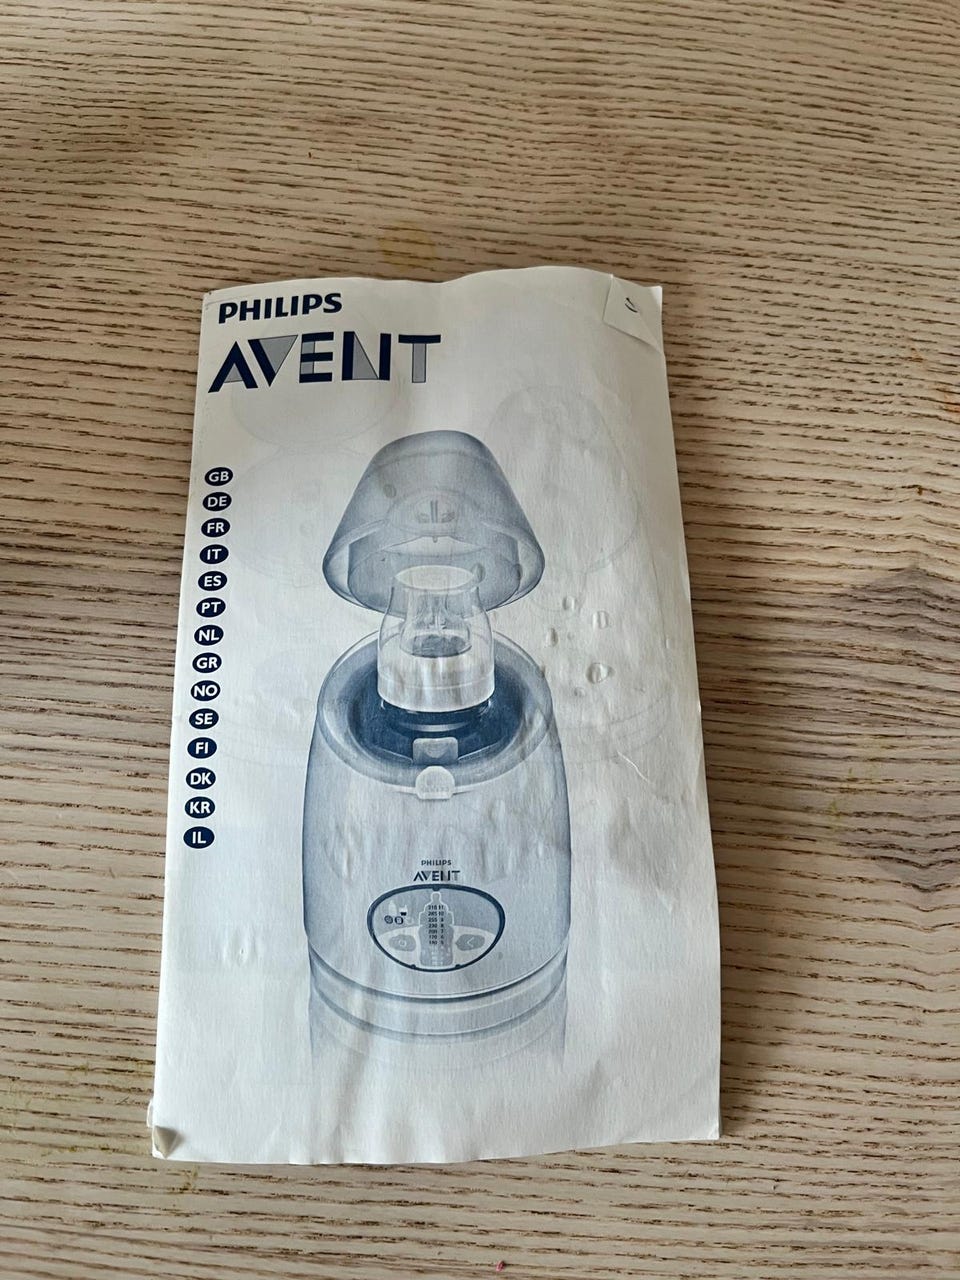 PHILIPS
AVENT
GB
DE
FR
IT
ES
PT
NL
GR
NO
SE
FI
DK
KR
IL
PHILIPS
AVENT